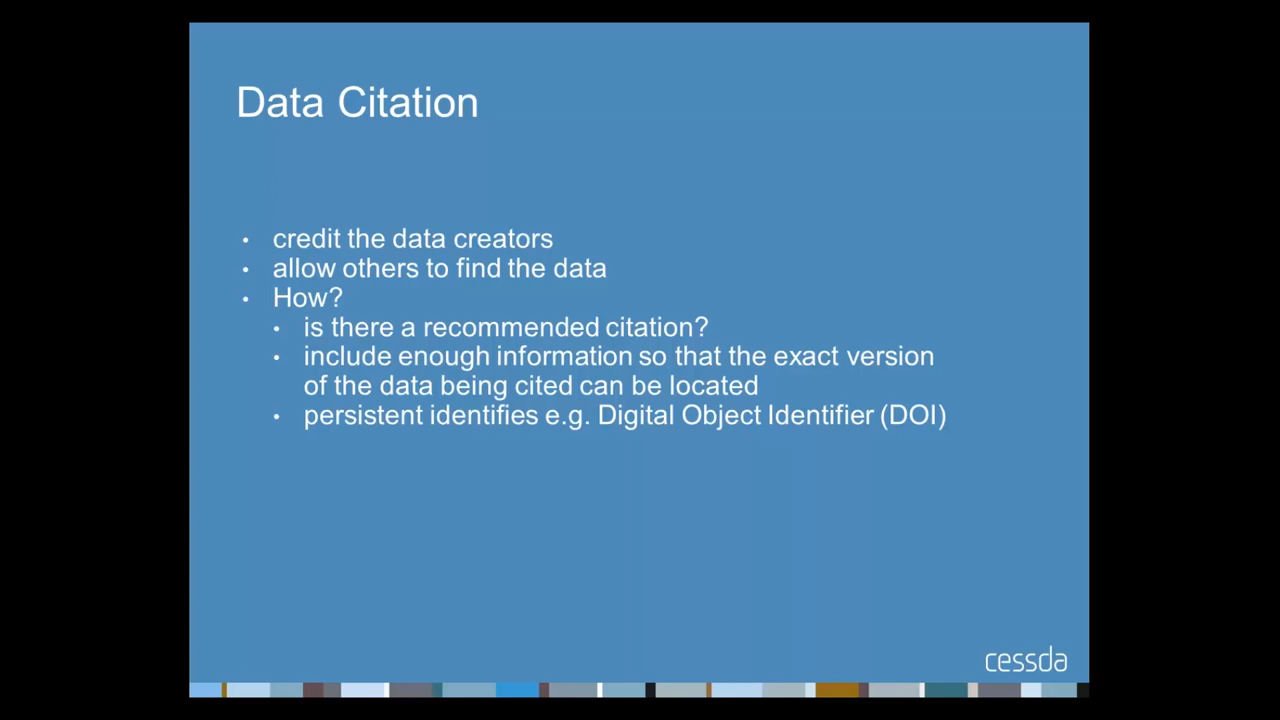 Data Citation
• credit the data creators
• allow others to find the data
• How?
• is there a recommended citation?
• include enough information so that the exact version
of the data being cited can be located
• persistent identifies e.g. Digital Object Identifier (DOI)
cessda